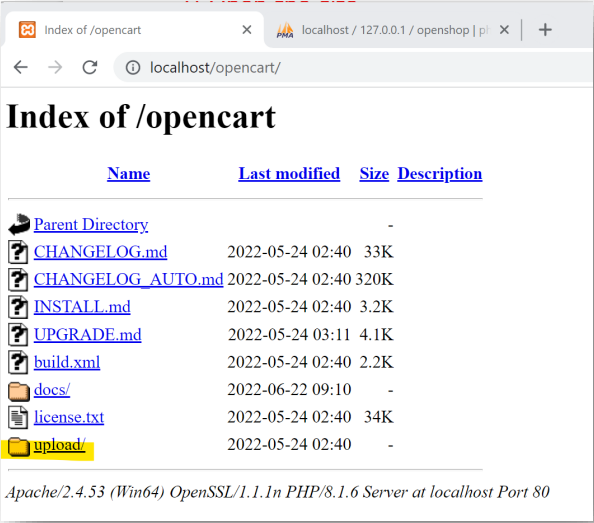 Index of /opencart
localhost / 127.0.0.1 / openshop | ph
localhost/opencart/
Index of /opencart
Name Last modified Size Description
Parent Directory -
CHANGELOG.md 2022-05-24 02:40 33K
CHANGELOG_AUTO.md 2022-05-24 02:40 320K
INSTALL.md 2022-05-24 02:40 3.2K
UPGRADE.md 2022-05-24 03:11 4.1K
build.xml 2022-05-24 02:40 2.2K
docs/ 2022-06-22 09:10 -
license.txt 2022-05-24 02:40 34K
upload/ 2022-05-24 02:40 -
Apache/2.4.53 (Win64) OpenSSL/1.1.1n PHP/8.1.6 Server at localhost Port 80